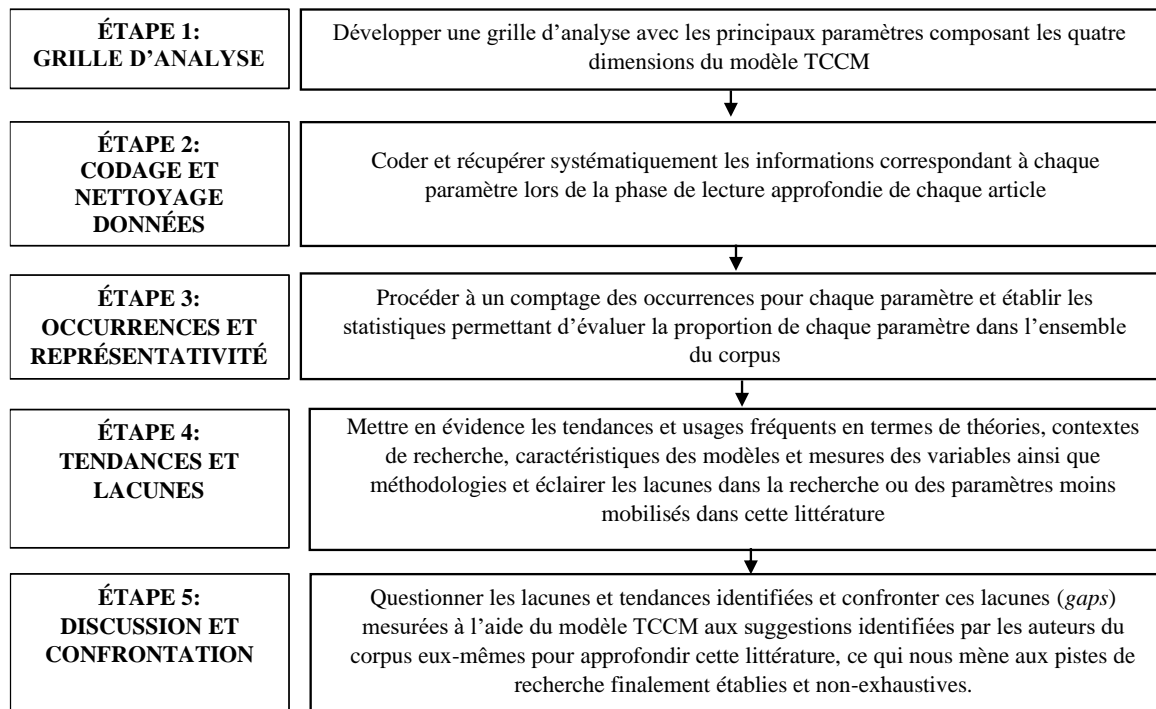 ÉTAPE 1:
GRILLE D'ANALYSE
Développer une grille d'analyse avec les principaux paramètres composant les quatre
dimensions du modèle TCCM
ÉTAPE 2:
CODAGE ET
NETTOYAGE
DONNÉES
Coder et récupérer systématiquement les informations correspondant à chaque
paramètre lors de la phase de lecture approfondie de chaque article
ÉTAPE 3:
OCCURRENCES ET
REPRÉSENTATIVITÉ
Procéder à un comptage des occurrences pour chaque paramètre et établir les
statistiques permettant d'évaluer la proportion de chaque paramètre dans l'ensemble
du corpus
ÉTAPE 4:
TENDANCES ET
LACUNES
Mettre en évidence les tendances et usages fréquents en termes de théories, contextes
de recherche, caractéristiques des modèles et mesures des variables ainsi que
méthodologies et éclairer les lacunes dans la recherche ou des paramètres moins
mobilisés dans cette littérature
ÉTAPE 5:
DISCUSSION ET
CONFRONTATION
Questionner les lacunes et tendances identifiées et confronter ces lacunes (gaps)
mesurées à l'aide du modèle TCCM aux suggestions identifiées par les auteurs du
corpus eux-mêmes pour approfondir cette littérature, ce qui nous mène aux pistes de
recherche finalement établies et non-exhaustives.